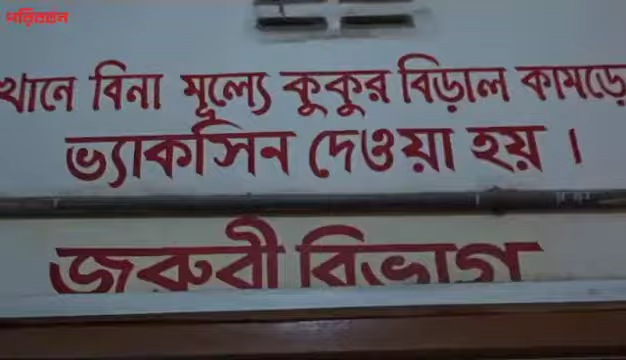 পরিবর্তন
খানে বিনা মূল্যে কুকুর বিড়াল কামড়ে
ভ্যাকসিন দেওয়া হয় ।
জরুরী বিভাগ